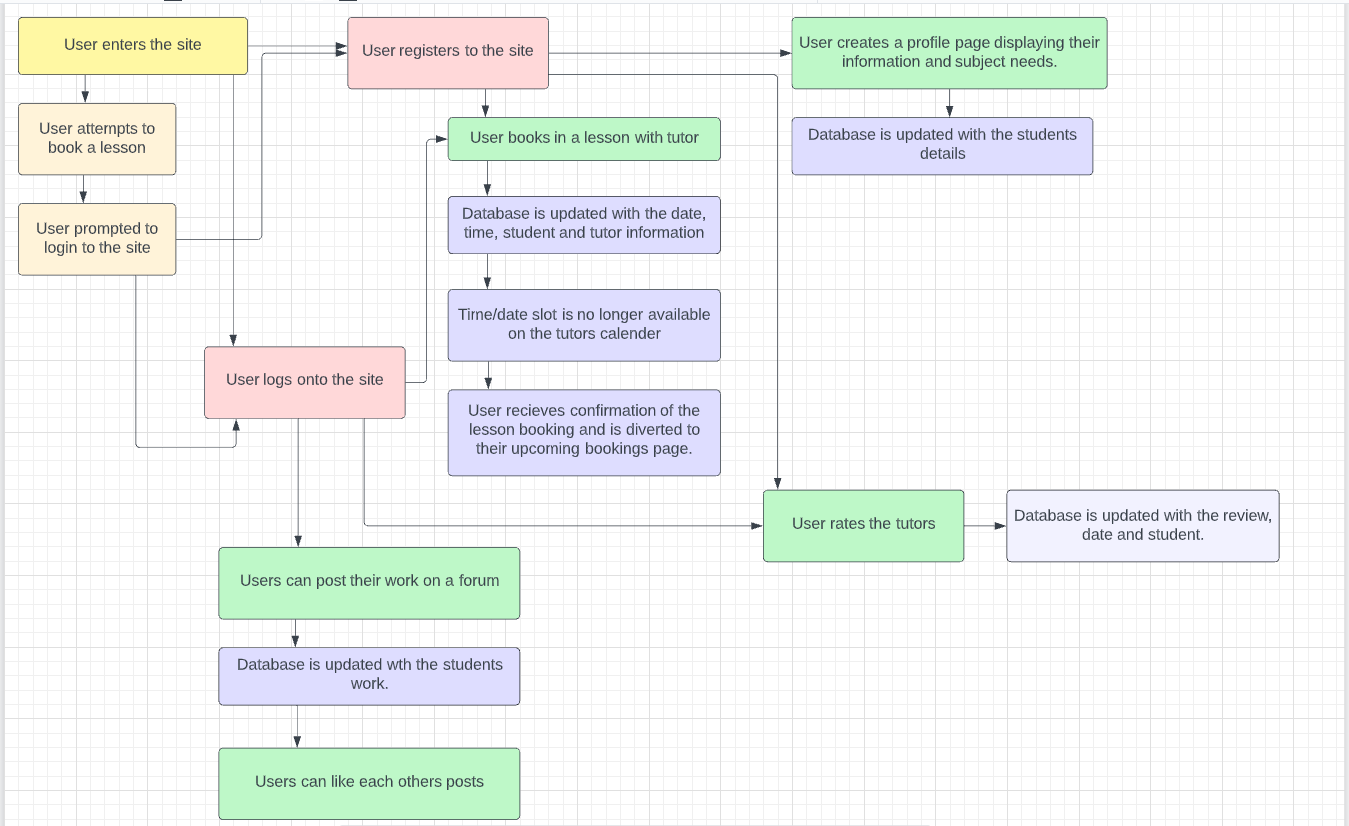 User enters the site
User registers to the site
User creates a profile page displaying their
information and subject needs.
User attempts to
book a lesson
User books in a lesson with tutor
Database is updated with the students
details
User prompted to
login to the site
Database is updated with the date,
time, student and tutor information
Time/date slot is no longer available
on the tutors calender
User logs onto the site
User recieves confirmation of the
lesson booking and is diverted to
their upcoming bookings page.
User rates the tutors
Database is updated with the review,
date and student.
Users can post their work on a forum
Database is updated wth the students
work.
Users can like each others posts